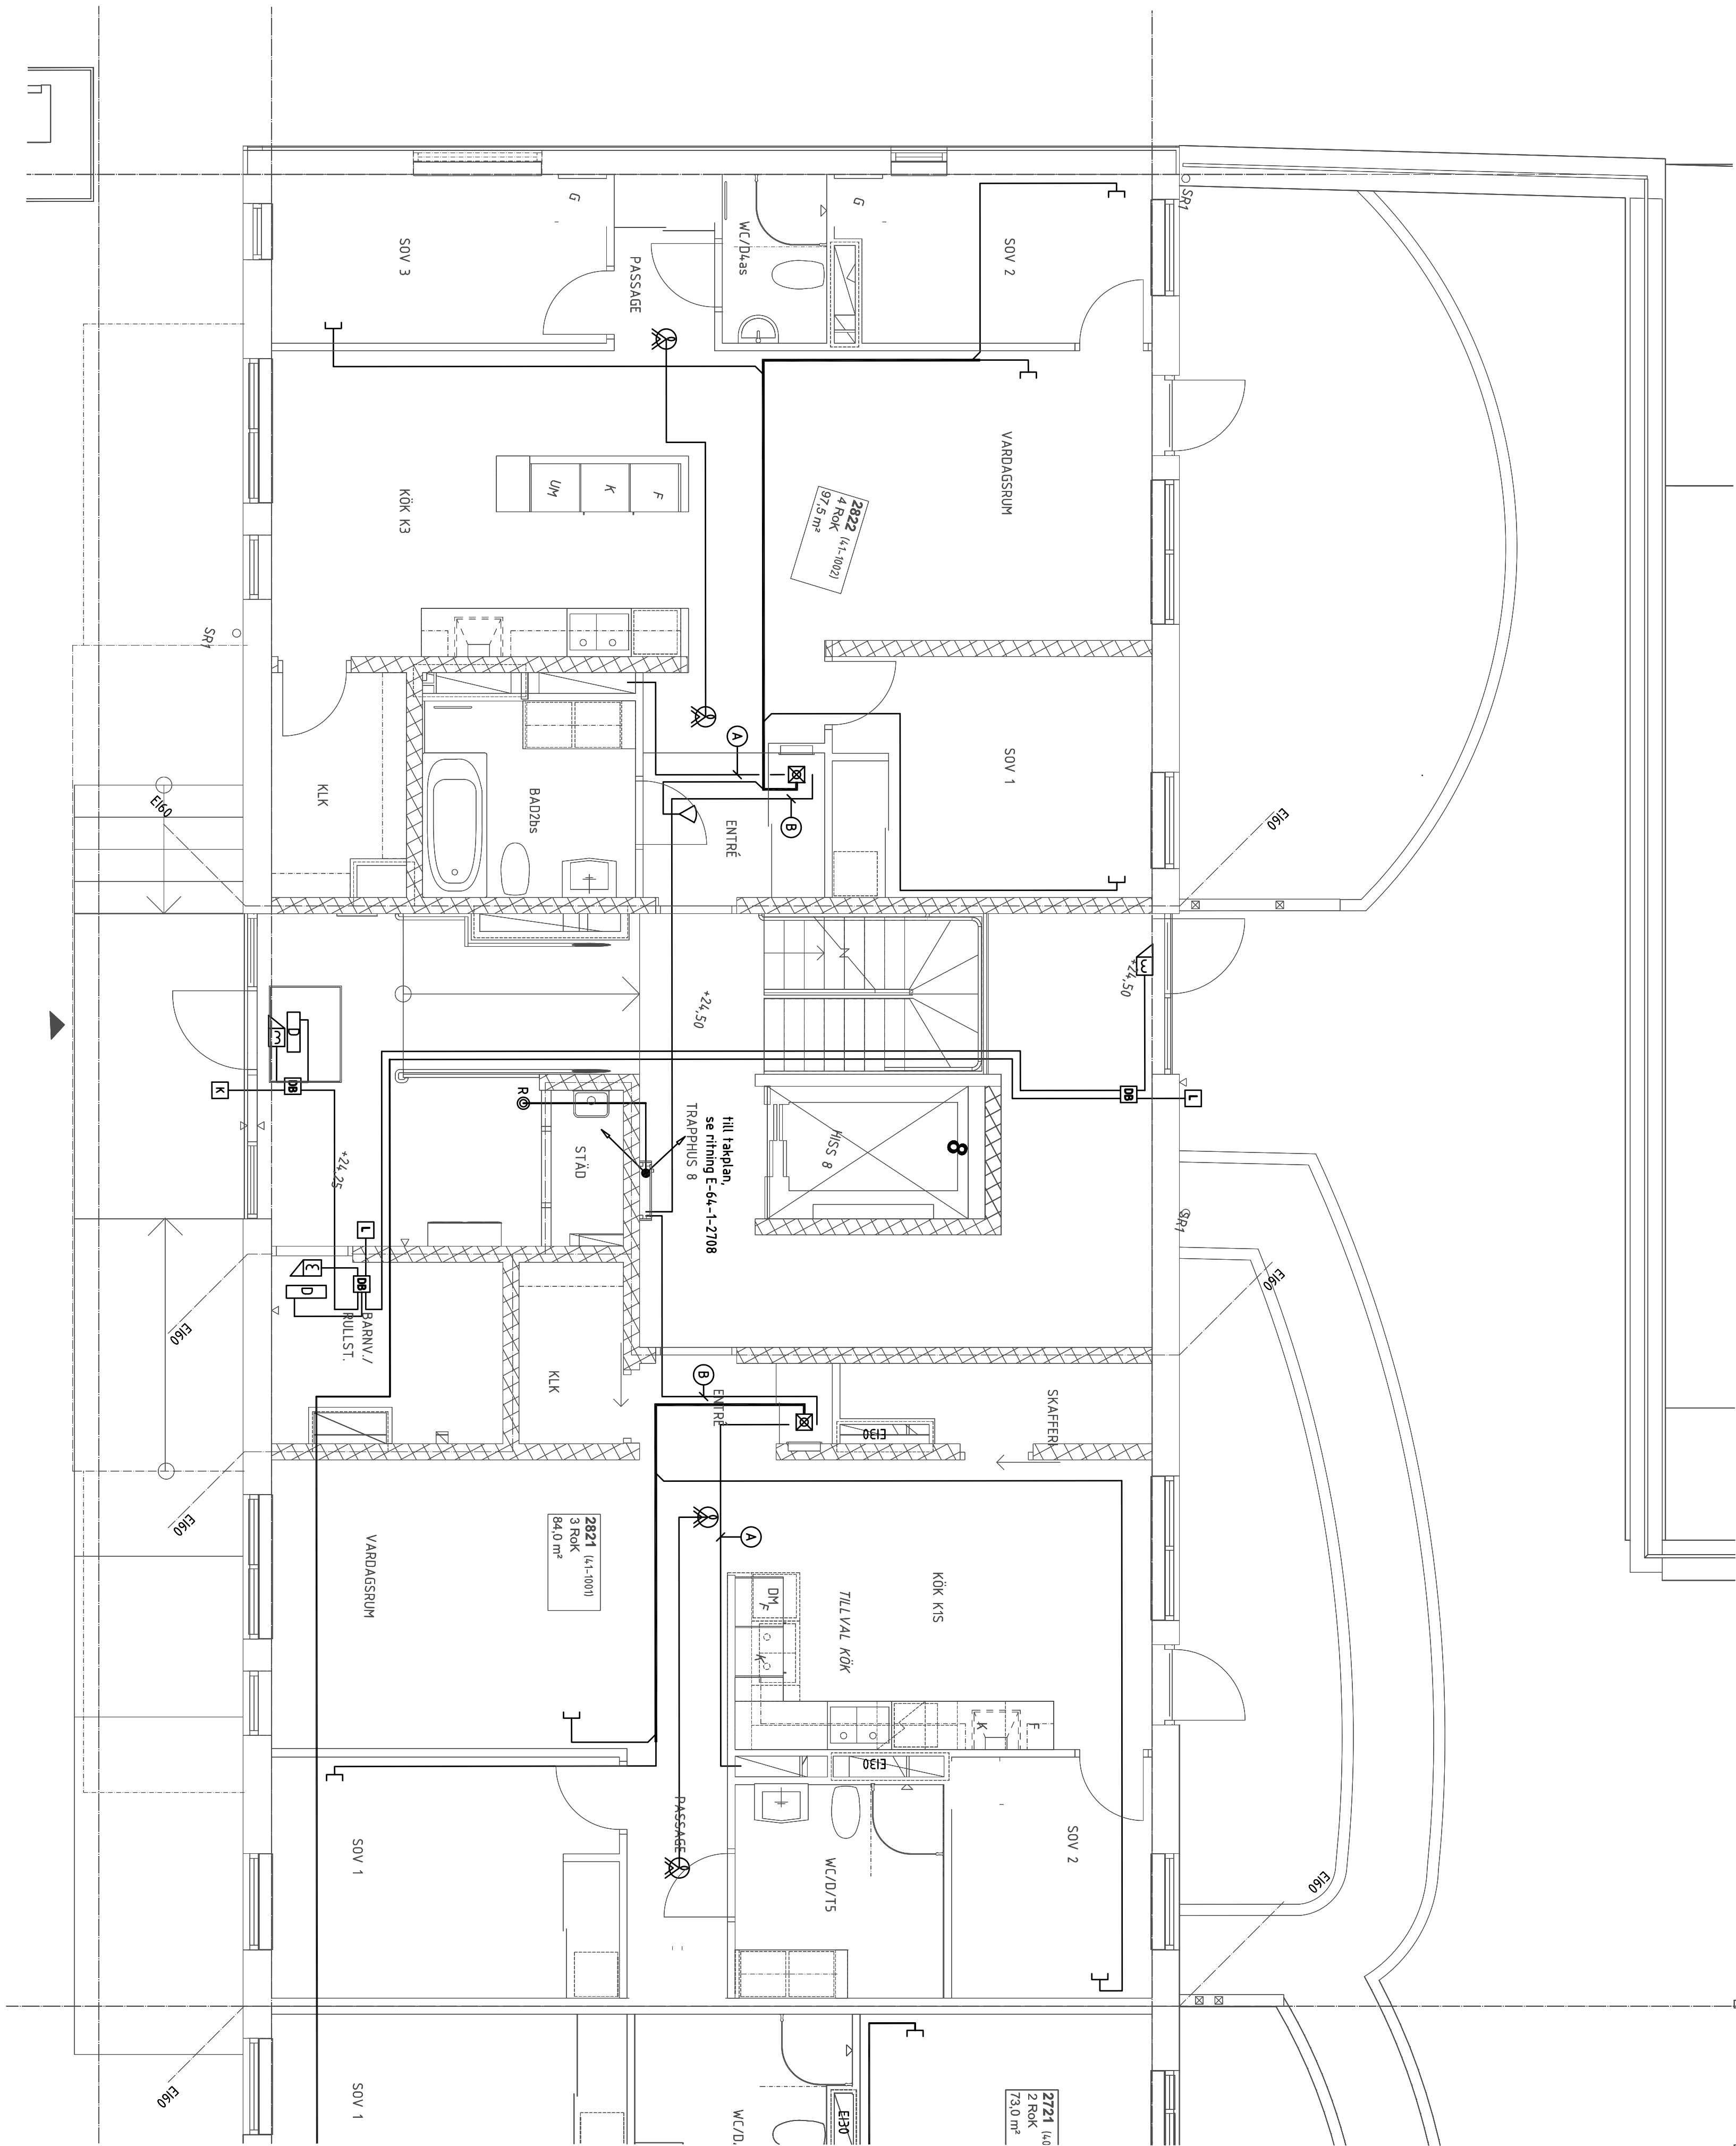 SR1
G
G
SOV 3
PASSAGE
WC/D4as
SOV 2
VARDAGSRUM
KÖK K3
UM
K
F
2822 (41-1002)
4 RoK
97,5 m²
SR1
SOV 1
A
B
KLK
BAD2bs
ENTRÉ
EI60
EI60
+24,50
+24,50
D
DB
K
R
STÄD
TRAPPHUS 8
till takplan,
se ritning E-64-1-2708
HISS 8
8
DB
L
+24,25
L
DB
D
BARNV./
RULLST.
SR1
EI60
EI60
KLK
B
ENTRÉ
EI30
SKAFFERI
EI60
VARDAGSRUM
2821 (41-1001)
3 RoK
84,0 m²
A
DM
F
K
TILLVAL KÖK
KÖK K1S
K
F
EI30
PASSAGE
SOV 1
WC/D/T5
SOV 2
EI60
EI60
SOV 1
WC/D
EI30
2721 (40
2 RoK
73,0 m²